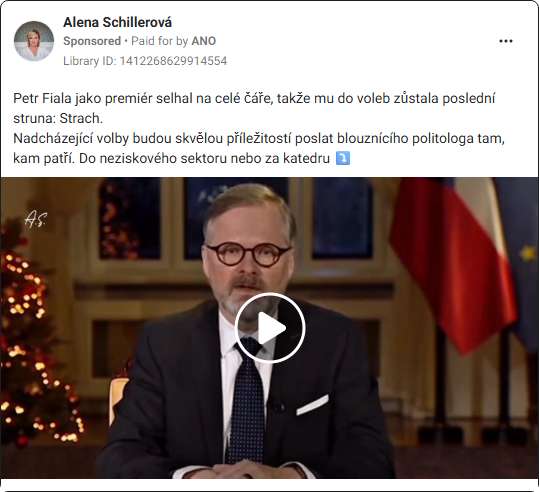 Alena Schillerová
Sponsored • Paid for by ANO
Library ID: 1412268629914554
Petr Fiala jako premiér selhal na celé čáře, takže mu do voleb zůstala poslední
struna: Strach.
Nadcházející volby budou skvělou příležitostí poslat blouznícího politologa tam,
kam patří. Do neziskového sektoru nebo za katedru ⤵️
A.S.